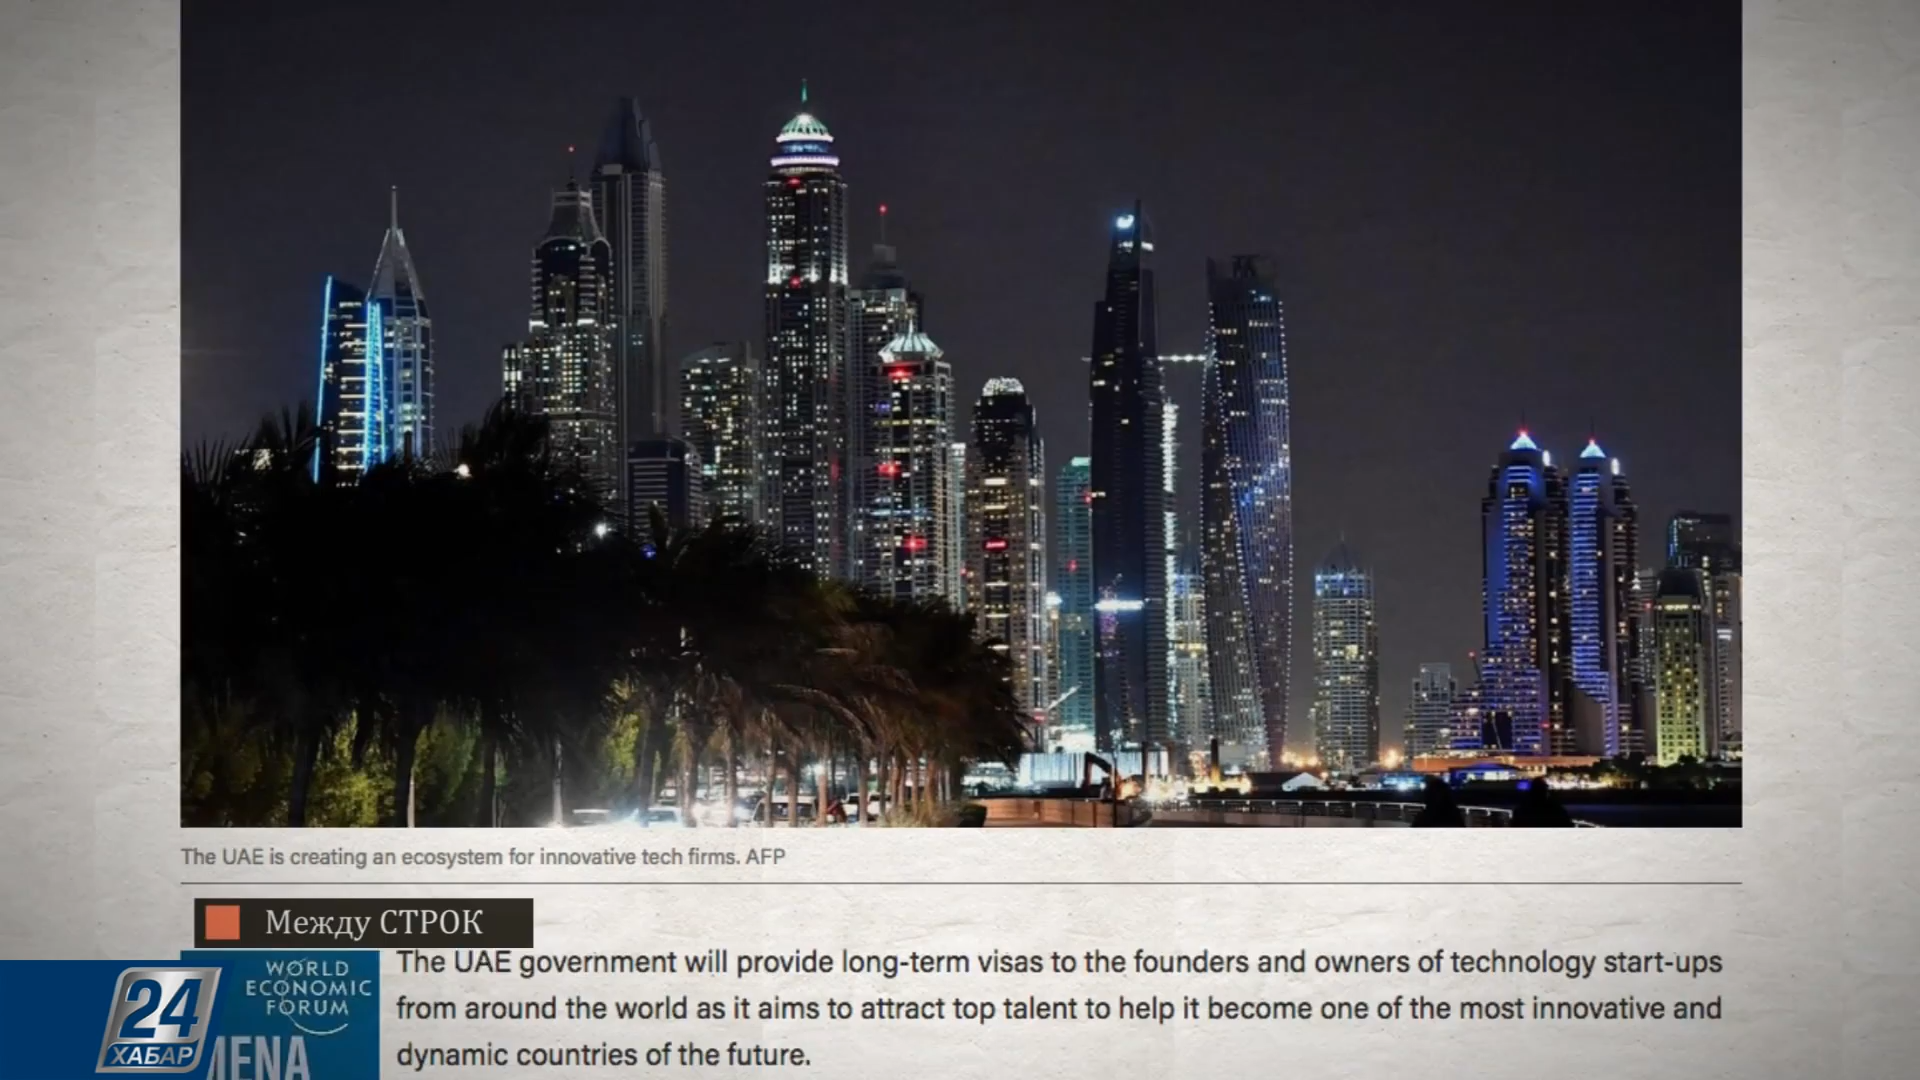 The UAE is creating an ecosystem for innovative tech firms. AFP
Между СТРОК
The UAE government will provide long-term visas to the founders and owners of technology start-ups
from around the world as it aims to attract top talent to help it become one of the most innovative and
dynamic countries of the future.
WORLD
ECONOMIC
FORUM
MENA
24
ХАБАР